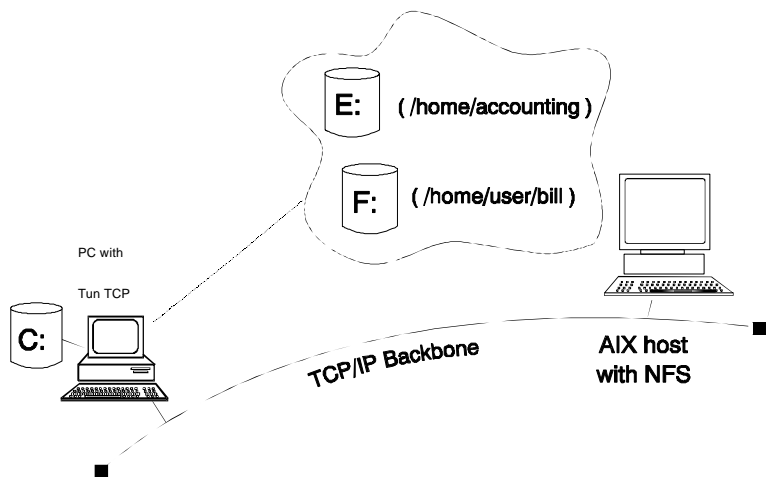 E: ( /home/accounting )
F: ( /home/user/bill )
PC with
Tun TCP
C:
TCP/IP Backbone
AIX host
with NFS